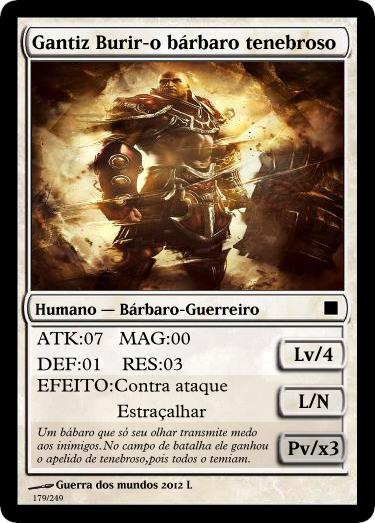 Gantiz Burir-o bárbaro tenebroso
Humano — Bárbaro-Guerreiro
ATK:07 MAG:00
DEF:01 RES:03
Lv/4
EFEITO:Contra ataque
Estraçalhar
L/N
Um bábaro que só seu olhar transmite medo
aos inimigos.No campo de batalha ele ganhou
o apelido de tenebroso,pois todos o temiam.
Pv/x3
Guerra dos mundos 2012 L
179/249